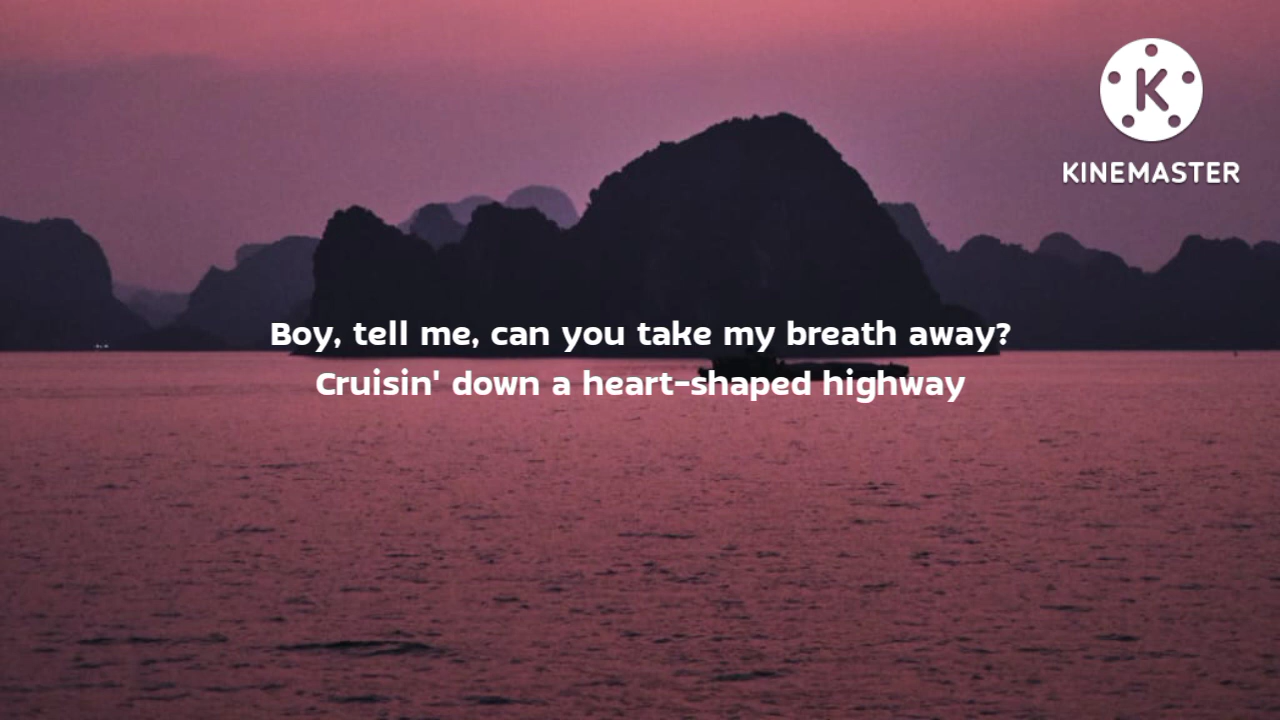 K
KINEMASTER
Boy, tell me, can you take my breath away?
Cruisin' down a heart-shaped highway